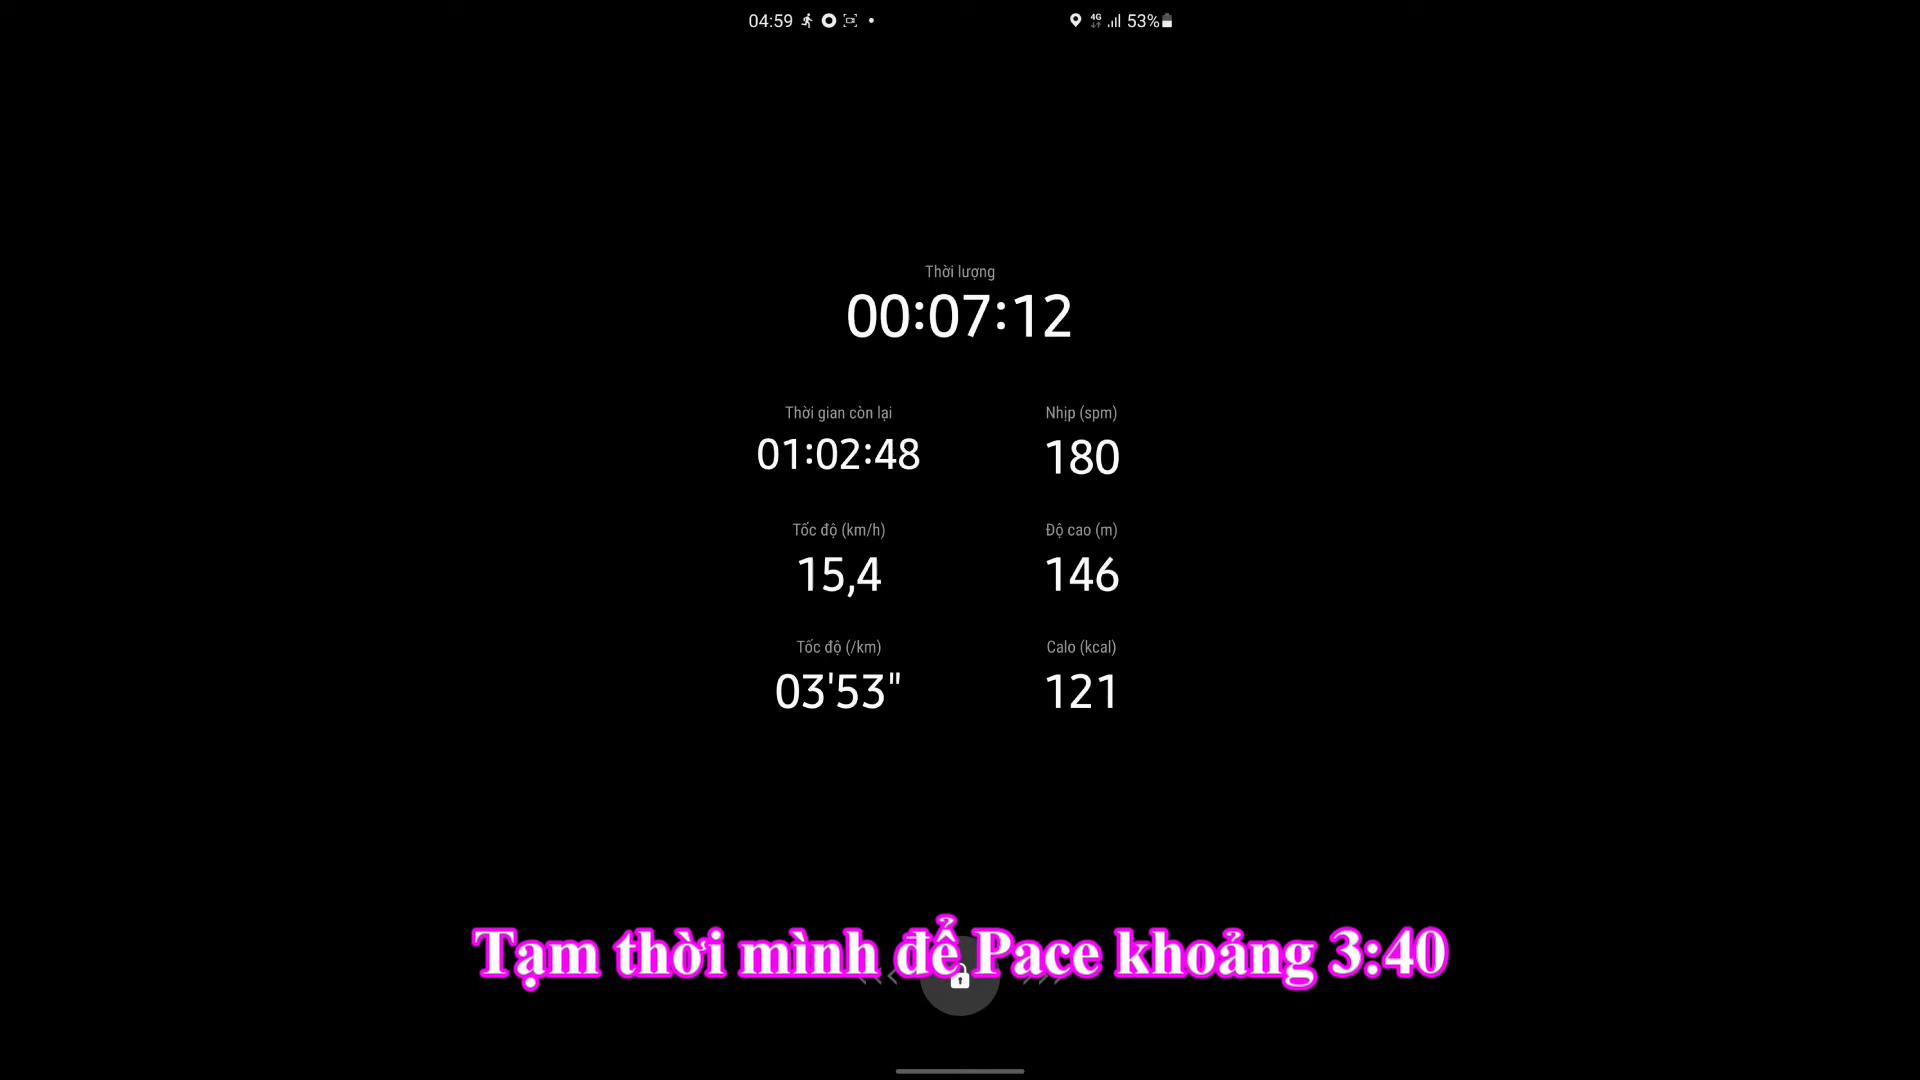 04:59
4G 53%
Thời lượng
00:07:12
Thời gian còn lại
01:02:48
Nhịp (spm)
180
Tốc độ (km/h)
15,4
Độ cao (m)
146
Tốc độ (/km)
03'53"
Calo (kcal)
121
Tạm thời mình để Pace khoảng 3:40